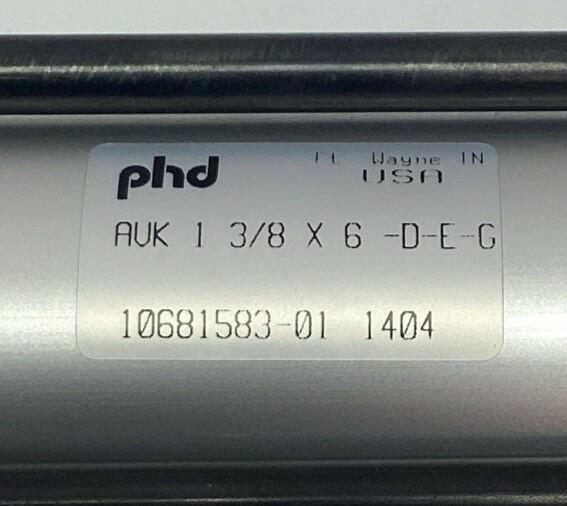 phd Ft Wayne IN
USA
AVK 1 3/8 X 6 -D-E-G
10681583-01 1404